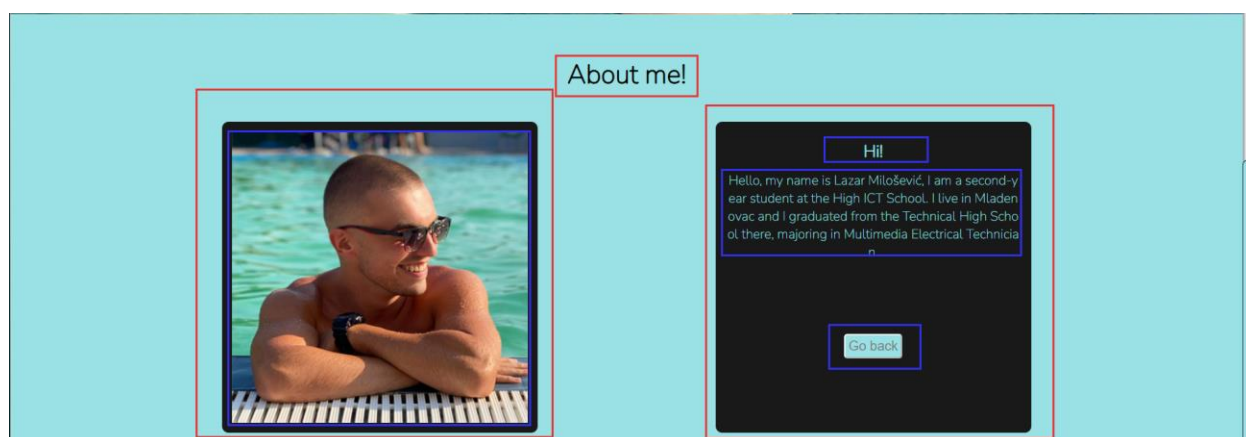 About me!
Hi!
Hello, my name is Lazar Milošević, I am a second-y
ear student at the High ICT School. I live in Mladen
ovac and I graduated from the Technical High Scho
ol there, majoring in Multimedia Electrical Technicia
n
Go back